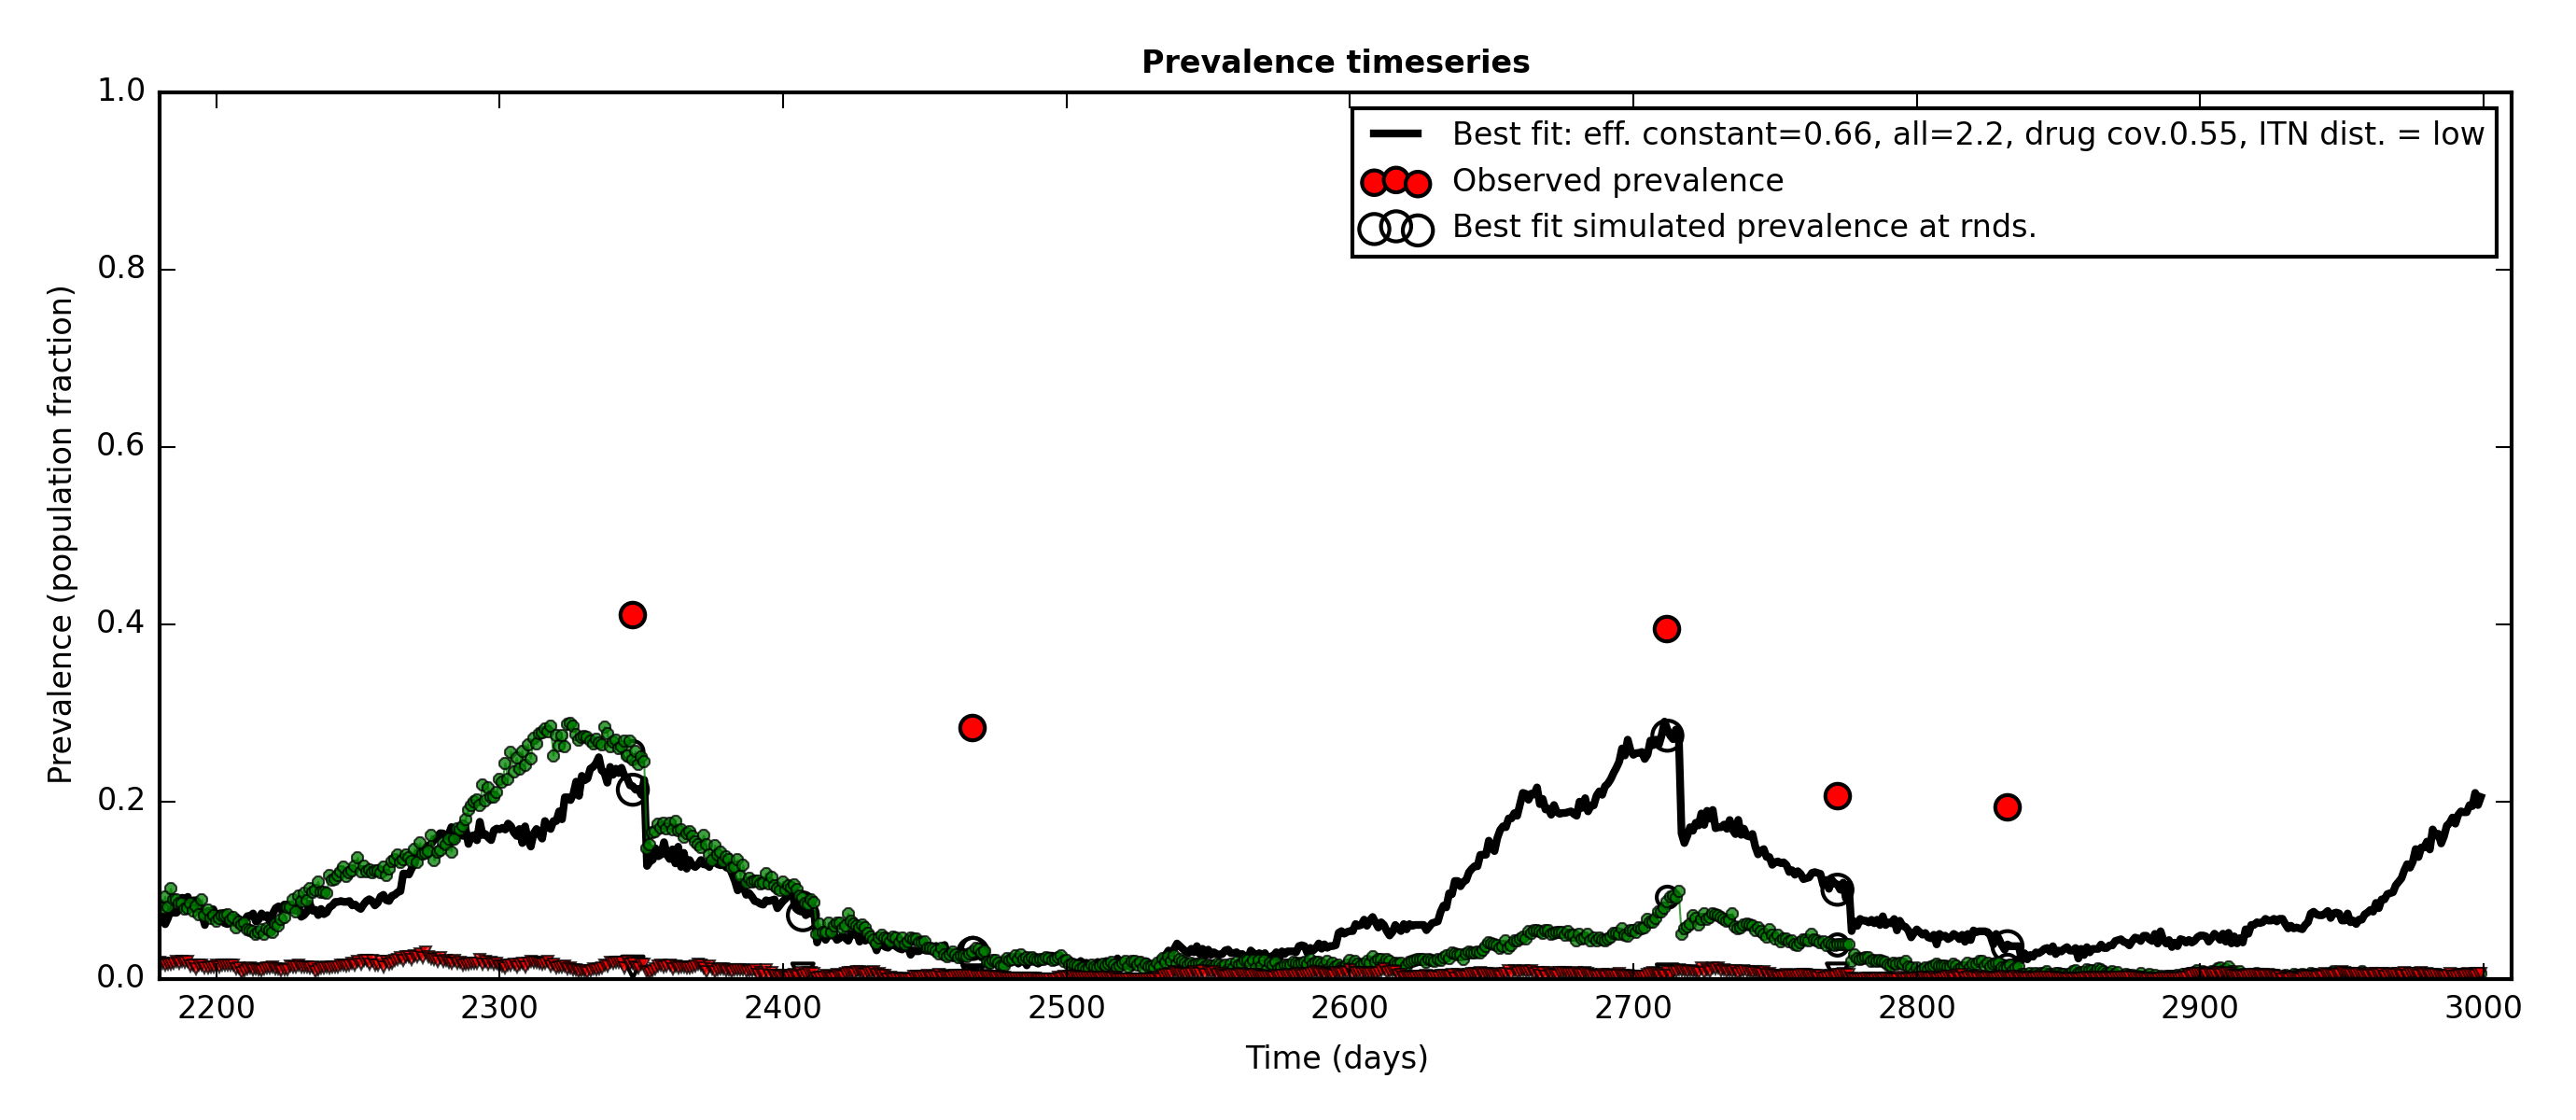 Prevalence timeseries
1.0
0.8
0.6
0.4
0.2
0.0
Prevalence (population fraction)
Best fit: eff. constant=0.66, all=2.2, drug cov.0.55, ITN dist. = low
Observed prevalence
Best fit simulated prevalence at rnds.
2200 2300 2400 2500 2600 2700 2800 2900 3000
Time (days)